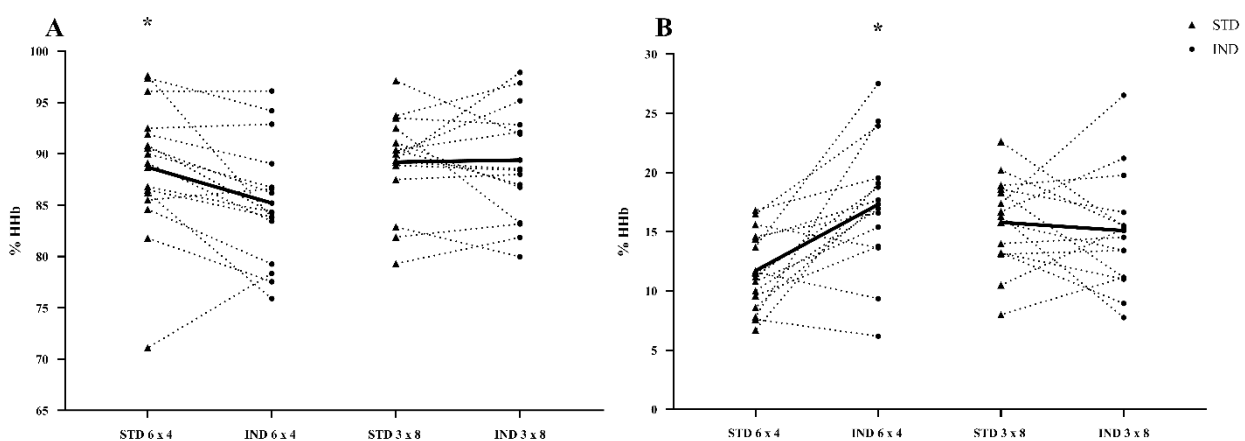 A
*
% HHb
100
95
90
85
80
75
70
65
STD 6 x 4 IND 6 x 4 STD 3 x 8 IND 3 x 8
B
*
STD
IND
% HHb
30
25
20
15
10
5
0
STD 6 x 4 IND 6 x 4 STD 3 x 8 IND 3 x 8